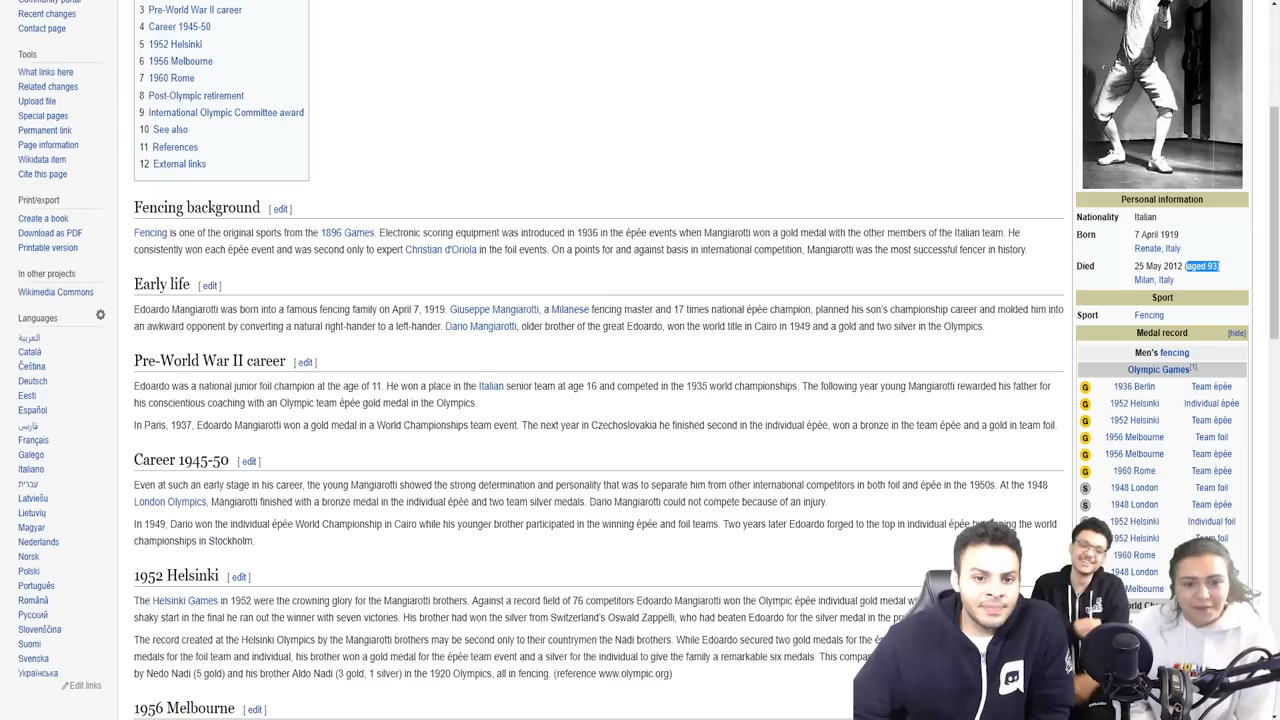 Community portal
Recent changes
Contact page
Tools
What links here
Related changes
Upload file
Special pages
Permanent link
Page information
Wikidata item
Cite this page
Print/export
Create a book
Download as PDF
Printable version
In other projects
Wikimedia Commons
Languages
العربية
Català
Čeština
Deutsch
Eesti
Español
فارسی
Français
Galego
Italiano
עברית
Latviešu
Lietuvių
Magyar
Nederlands
Norsk
Polski
Português
Română
Русский
Slovenščina
Suomi
Svenska
Українська
Edit links
3 Pre-World War II career
4 Career 1945-50
5 1952 Helsinki
6 1956 Melbourne
7 1960 Rome
8 Post-Olympic retirement
9 International Olympic Committee award
10 See also
11 References
12 External links
Fencing background [ edit ]
Fencing is one of the original sports from the 1896 Games. Electronic scoring equipment was introduced in 1936 in the épée events when Mangiarotti won a gold medal with the other members of the Italian team. He
consistently won each épée event and was second only to expert Christian d'Oriola in the foil events. On a points for and against basis in international competition, Mangiarotti was the most successful fencer in history.
Early life [ edit ]
Edoardo Mangiarotti was born into a famous fencing family on April 7, 1919. Giuseppe Mangiarotti, a Milanese fencing master and 17 times national épée champion, planned his son's championship career and molded him into
an awkward opponent by converting a natural right-hander to a left-hander. Dario Mangiarotti, older brother of the great Edoardo, won the world title in Cairo in 1949 and a gold and two silver in the Olympics.
Pre-World War II career [ edit ]
Edoardo was a national junior foil champion at the age of 11. He won a place in the Italian senior team at age 16 and competed in the 1935 world championships. The following year young Mangiarotti rewarded his father for
his conscientious coaching with an Olympic team épée gold medal in the Olympics.
In Paris, 1937, Edoardo Mangiarotti won a gold medal in a World Championships team event. The next year in Czechoslovakia he finished second in the individual épée, won a bronze in the team épée and a gold in team foil.
Career 1945-50 [ edit ]
Even at such an early stage in his career, the young Mangiarotti showed the strong determination and personality that was to separate him from other international competitors in both foil and épée in the 1950s. At the 1948
London Olympics, Mangiarotti finished with a bronze medal in the individual épée and two team silver medals. Dario Mangiarotti could not compete because of an injury.
In 1949, Dario won the individual épée World Championship in Cairo while his younger brother participated in the winning épée and foil teams. Two years later Edoardo forged to the top in individual épée the world
championships in Stockholm.
1952 Helsinki [ edit ]
The Helsinki Games in 1952 were the crowning glory for the Mangiarotti brothers. Against a record field of 76 competitors Edoardo Mangiarotti won the Olympic épée individual gold medal
shaky start in the final he ran out the winner with seven victories. His brother had won the silver from Switzerland's Oswald Zappelli, who had beaten Edoardo for the silver medal in the
The record created at the Helsinki Olympics by the Mangiarotti brothers may be second only to their countrymen the Nadi brothers. While Edoardo secured two gold medals for the
medals for the foil team and individual, his brother won a gold medal for the épée team event and a silver for the individual to give the family a remarkable six medals. This
by Nedo Nadi (5 gold) and his brother Aldo Nadi (3 gold, 1 silver) in the 1920 Olympics, all in fencing. (reference www.olympic.org)
1956 Melbourne [ edit ]
Personal information
Nationality Italian
Born 7 April 1919
Renate, Italy
Died 25 May 2012 (aged 93)
Milan, Italy
Sport
Sport Fencing
Medal record [hide]
Men's fencing
Olympic Games[1]
G 1936 Berlin Team épée
G 1952 Helsinki Individual épée
G 1952 Helsinki Team épée
G 1956 Melbourne Team foil
G 1956 Melbourne Team épée
G 1960 Rome Team épée
S 1948 London Team foil
S 1948 London Team épée
1952 Helsinki Individual foil
1952 Helsinki Team foil
1960 Rome
1948 London
Melbourne